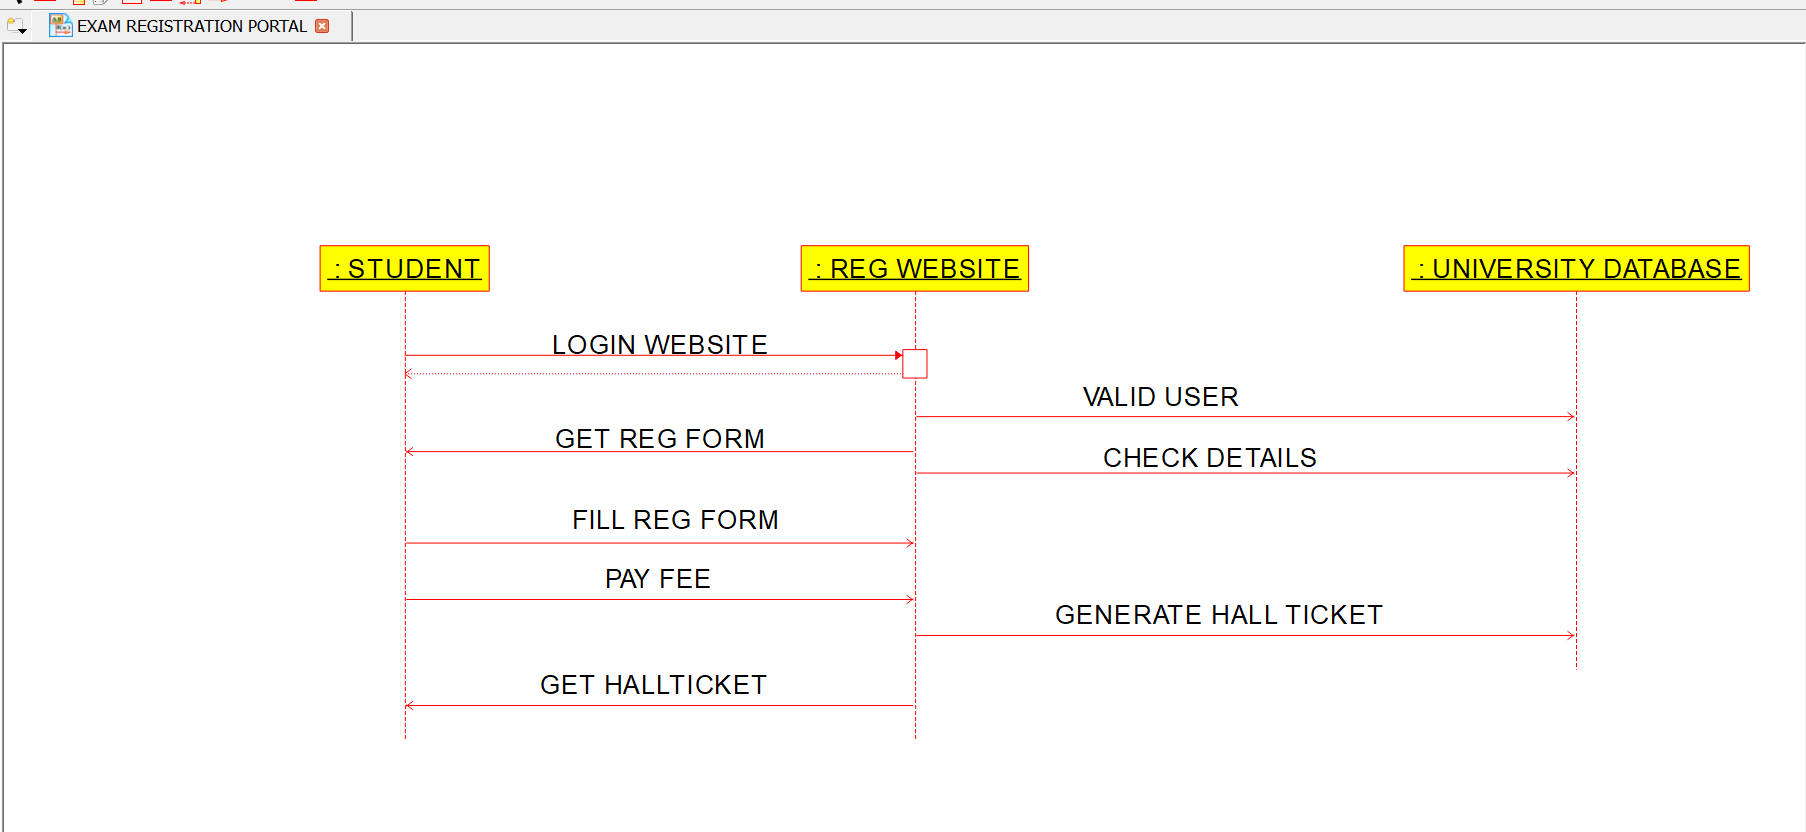 EXAM REGISTRATION PORTAL
: STUDENT
: REG WEBSITE
: UNIVERSITY DATABASE
LOGIN WEBSITE
VALID USER
GET REG FORM
CHECK DETAILS
FILL REG FORM
PAY FEE
GENERATE HALL TICKET
GET HALLTICKET